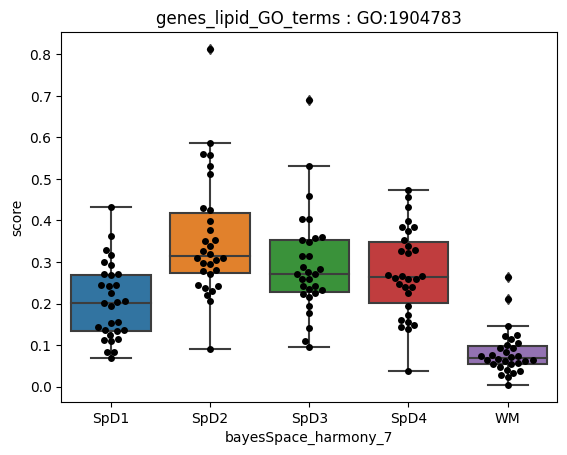 genes_lipid_GO_terms : GO:1904783
score
0.8
0.7
0.6
0.5
0.4
0.3
0.2
0.1
0.0
SpD1 SpD2 SpD3 SpD4 WM
bayesSpace_harmony_7